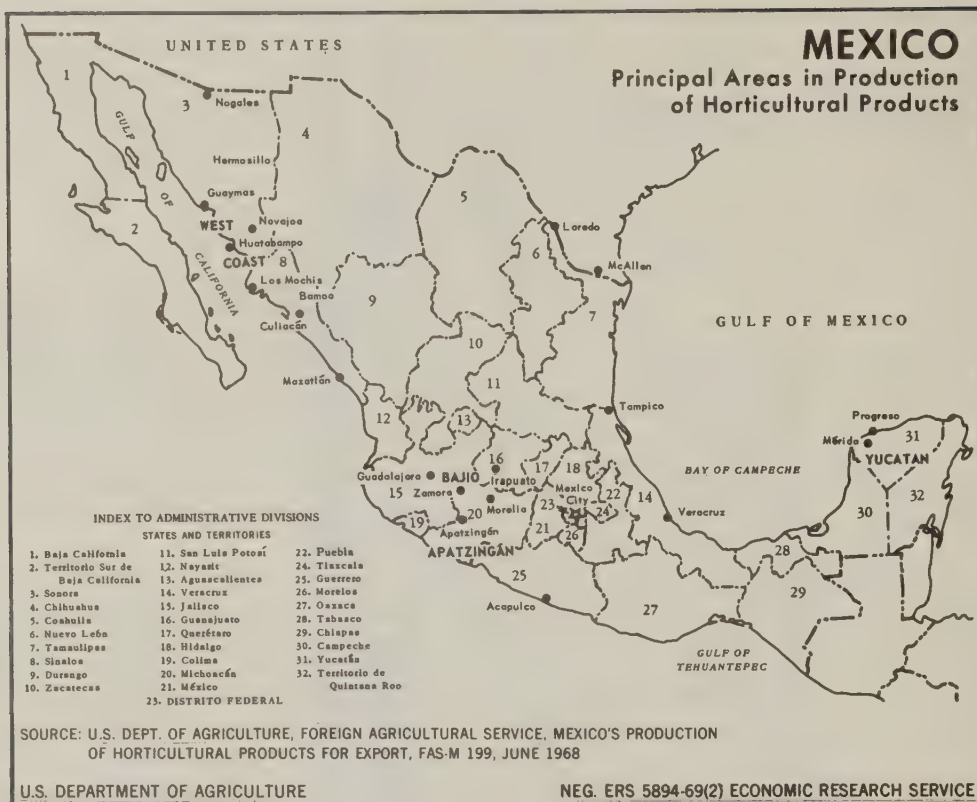 MEXICO
Principal Areas in Production
of Horticultural Products
UNITED STATES
1
3
Nogales
4
GULF OF CALIFORNIA
Hermosillo
5
Guaymas
WEST
COAST
2
Navajoa
Huatabampo
8
Laredo
6
McAllen
Los Mochis
Bamoa
9
7
GULF OF MEXICO
Culiacán
10
Mazatlán
11
12
13
Tampico
Progreso
31
Mérida
YUCATAN
Guadalajara
BAJIO
16
17
18
BAY OF CAMPECHE
15
Zamora
Irapuato
Mexico
City
22
14
32
Morelia
23
24
Veracruz
30
19
20
Apatzingán
21
26
APATZINGÁN
28
25
29
Acapulco
27
GULF OF
TEHUANTEPEC
INDEX TO ADMINISTRATIVE DIVISIONS
STATES AND TERRITORIES
1. Baja California
2. Territorio Sur de
Baja California
3. Sonora
4. Chihuahua
5. Coahuila
6. Nuevo León
7. Tamaulipas
8. Sinaloa
9. Durango
10. Zacatecas
11. San Luis Potosí
12. Nayarit
13. Aguascalientes
14. Veracruz
15. Jalisco
16. Guanajuato
17. Querétaro
18. Hidalgo
19. Colima
20. Michoacán
21. México
22. Puebla
24. Tlaxcala
25. Guerrero
26. Morelos
27. Oaxaca
28. Tabasco
29. Chiapas
30. Campeche
31. Yucatán
32. Territorio de
Quintana Roo
23. DISTRITO FEDERAL
SOURCE: U.S. DEPT. OF AGRICULTURE, FOREIGN AGRICULTURAL SERVICE, MEXICO'S PRODUCTION
OF HORTICULTURAL PRODUCTS FOR EXPORT, FAS-M 199, JUNE 1968
U.S. DEPARTMENT OF AGRICULTURE
NEG. ERS 5894-69(2) ECONOMIC RESEARCH SERVICE